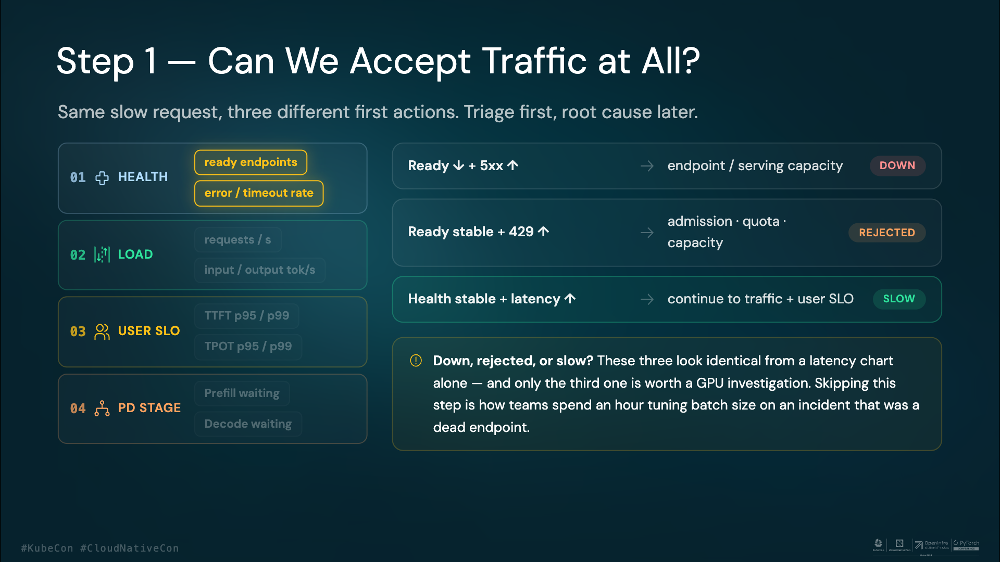 Step 1 — Can We Accept Traffic at All?
Same slow request, three different first actions. Triage first, root cause later.
01 HEALTH
ready endpoints
error / timeout rate
02 LOAD
requests / s
input / output tok/s
03 USER SLO
TTFT p95 / p99
TPOT p95 / p99
04 PD STAGE
Prefill waiting
Decode waiting
Ready ↓ + 5xx ↑ → endpoint / serving capacity DOWN
Ready stable + 429 ↑ → admission · quota ·
capacity
REJECTED
Health stable + latency ↑ → continue to traffic + user SLO SLOW
Down, rejected, or slow? These three look identical from a latency chart
alone — and only the third one is worth a GPU investigation. Skipping this
step is how teams spend an hour tuning batch size on an incident that was a
dead endpoint.
#KubeCon #CloudNativeCon
KubeCon
CloudNativeCon
OpenInfra
SUMMIT • ASIA
PyTorch
CONFERENCE